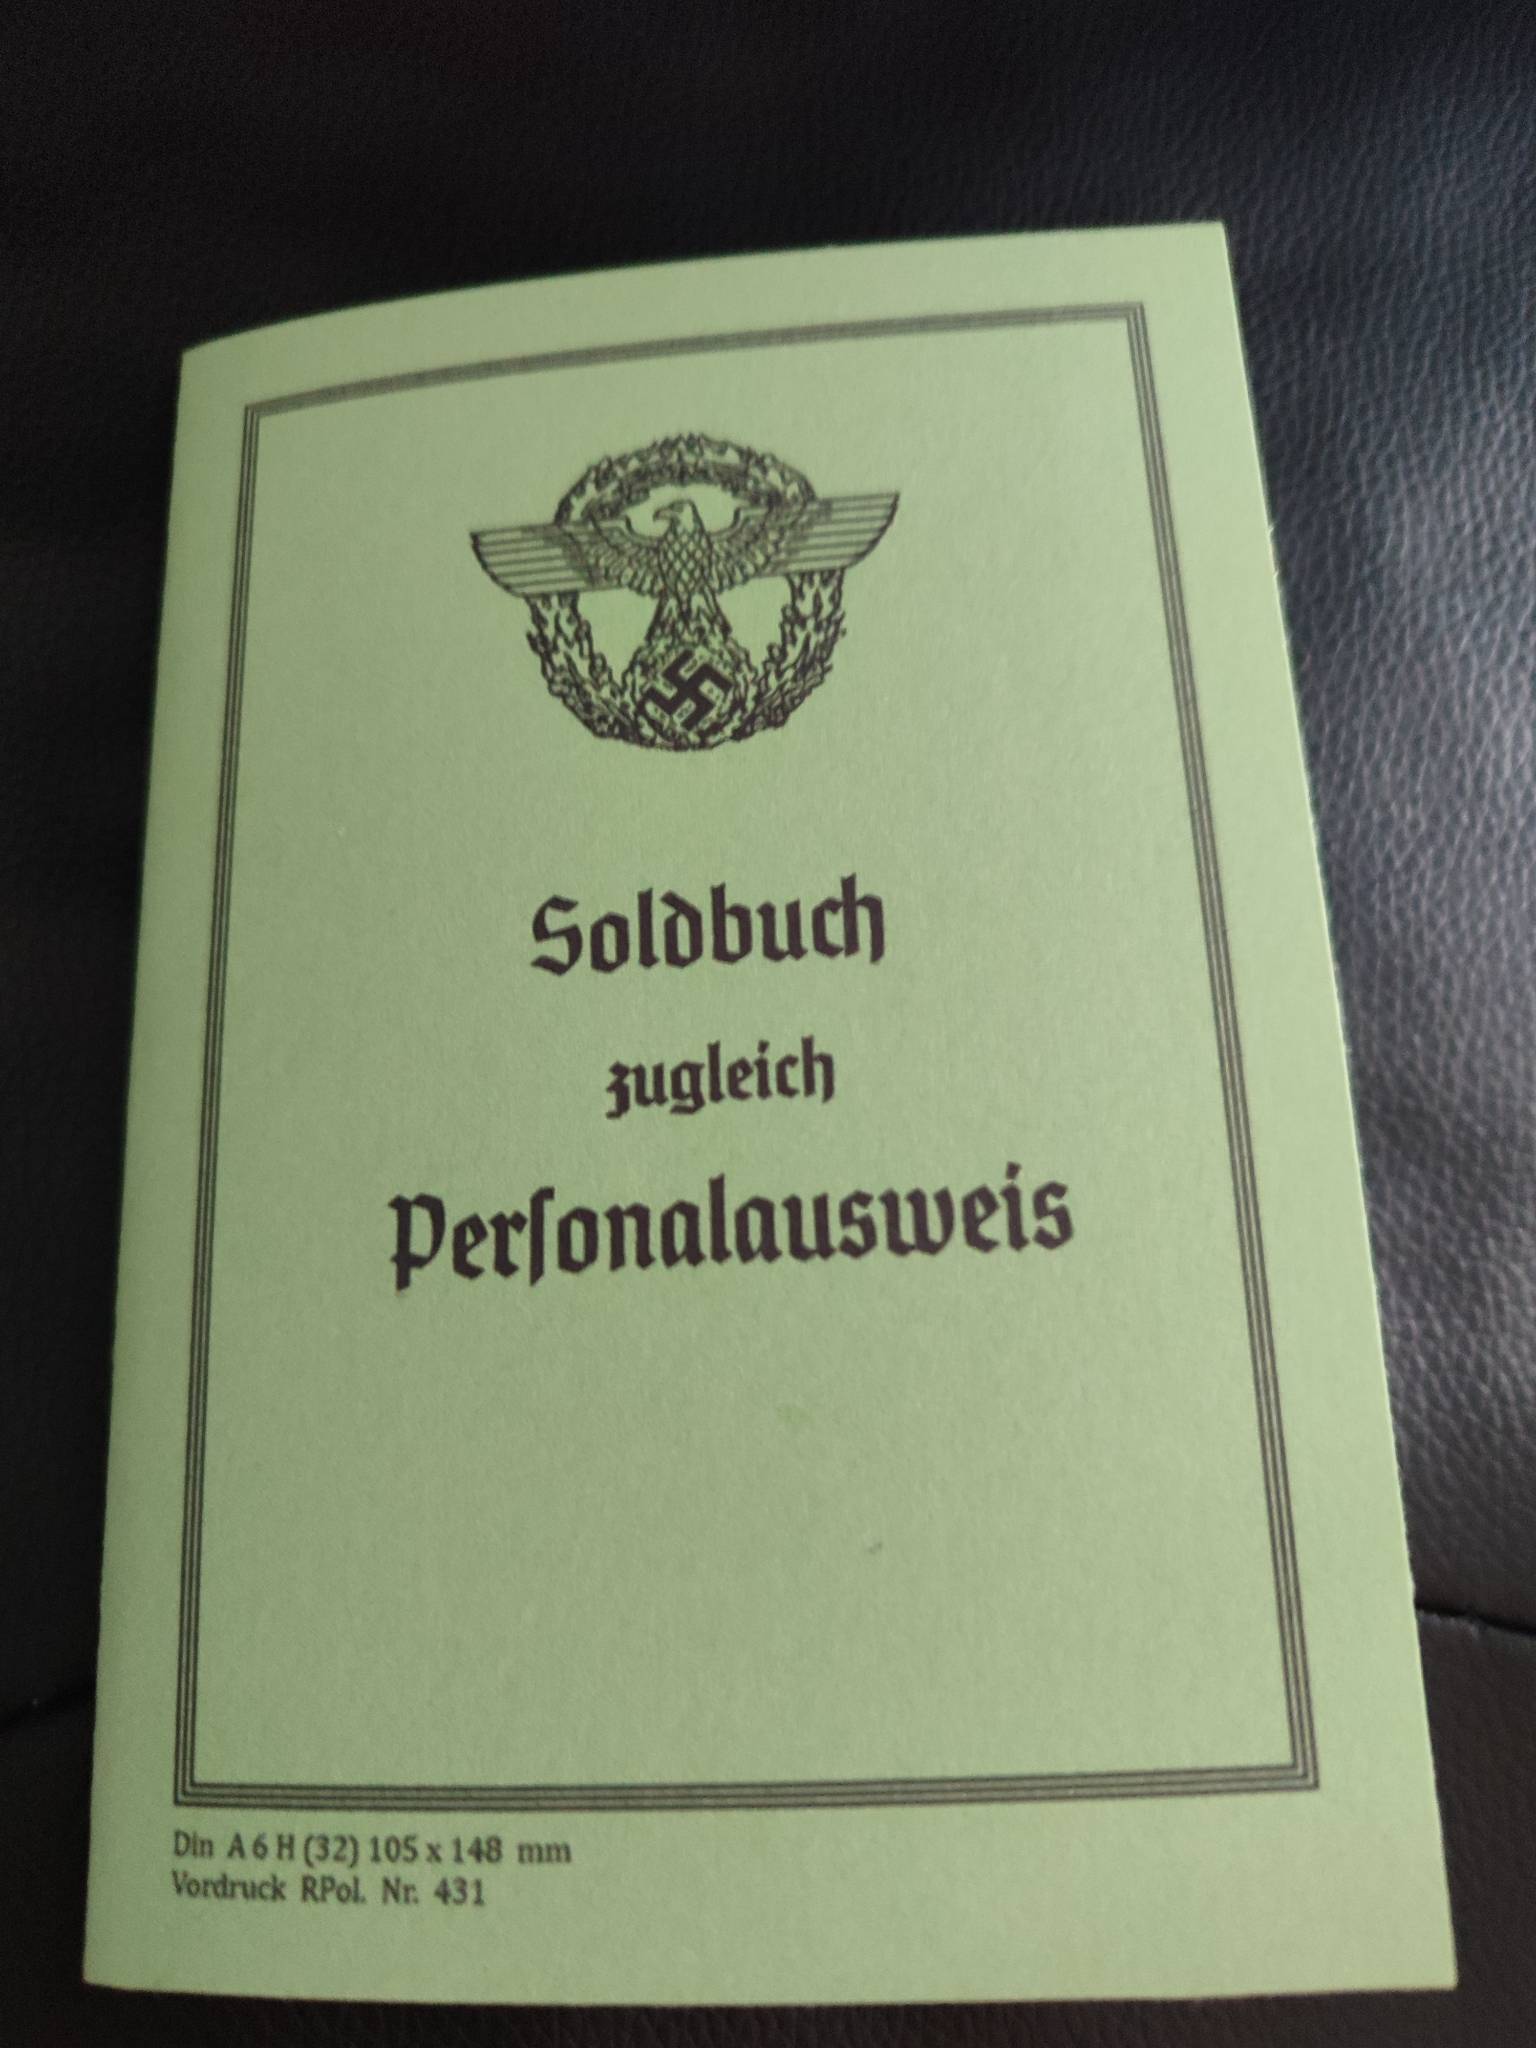 Soldbuch
zugleich
Perſonalausweis
Din A 6 H (32) 105 x 148 mm
Vordruck RPol. Nr. 431